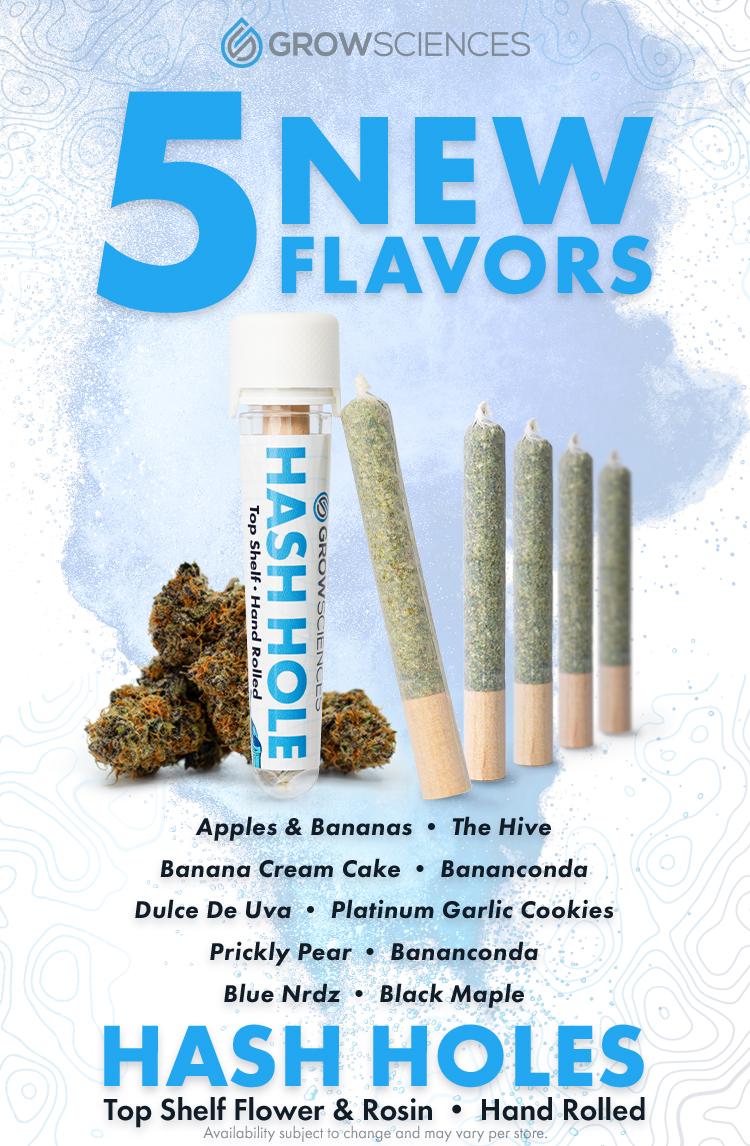 GROWSCIENCES
5 NEW
FLAVORS
HASH HOLE
GROWSCIENCES
Top Shelf • Hand Rolled
Apples & Bananas • The Hive
Banana Cream Cake • Bananconda
Dulce De Uva • Platinum Garlic Cookies
Prickly Pear • Bananconda
Blue Nrdz • Black Maple
HASH HOLES
Top Shelf Flower & Rosin • Hand Rolled
Availability subject to change and may vary per store.